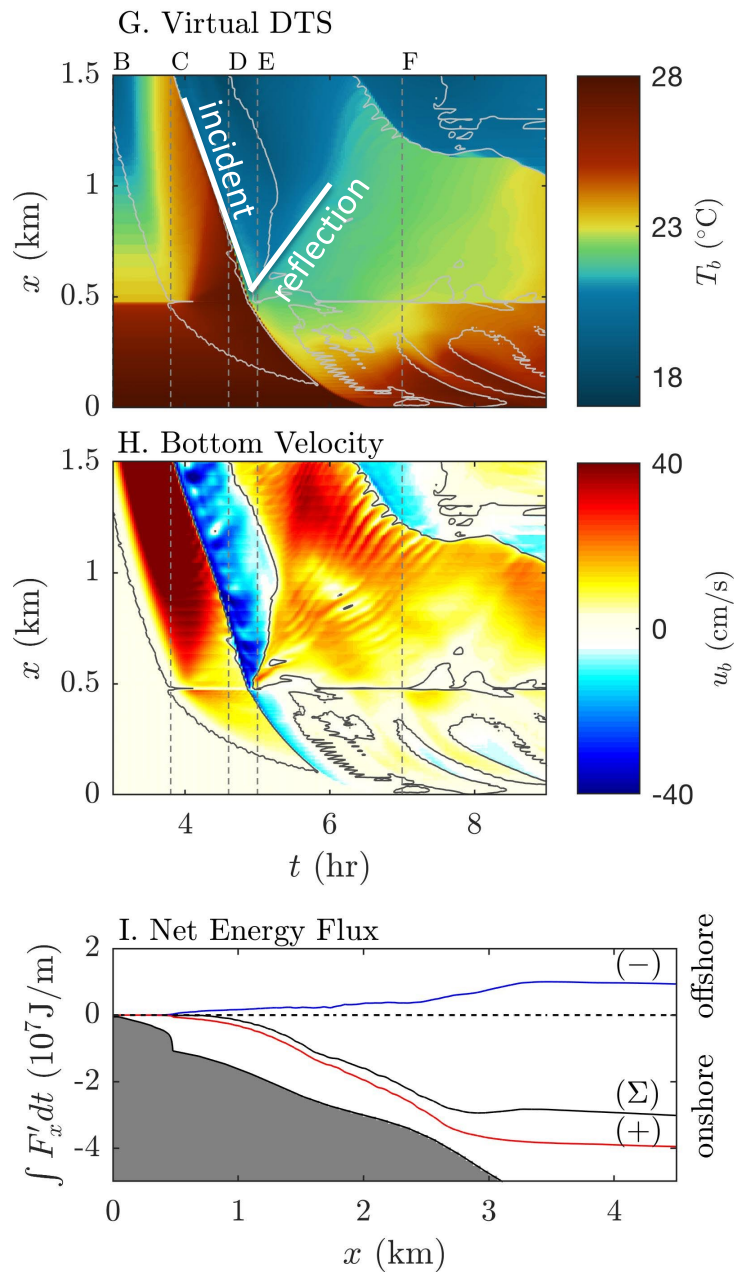 G. Virtual DTS
B C D E F
1.5
1
0.5
0
x (km)
incident
reflection
28
23
18
T_b (°C)
H. Bottom Velocity
1.5
1
0.5
0
x (km)
4 6 8
t (hr)
40
0
-40
u_b (cm/s)
I. Net Energy Flux
2
0
-2
-4
∫ F'_x dt (10^7 J/m)
(−)
(Σ)
(+)
offshore
onshore
0 1 2 3 4
x (km)